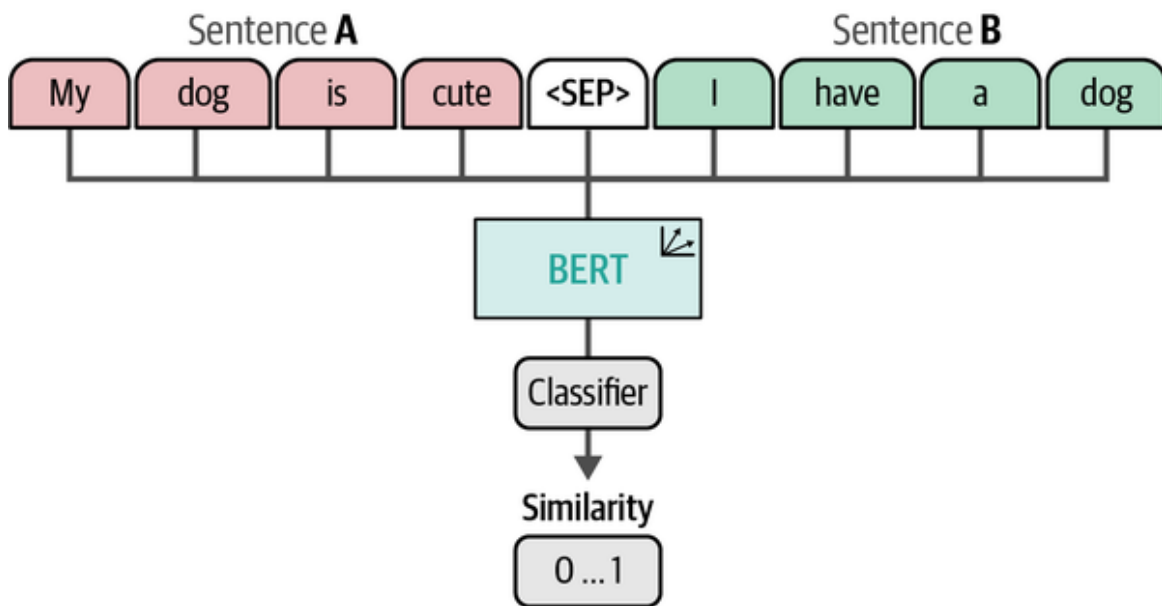 Sentence A Sentence B
My dog is cute <SEP> I have a dog
BERT
Classifier
Similarity
0 ... 1